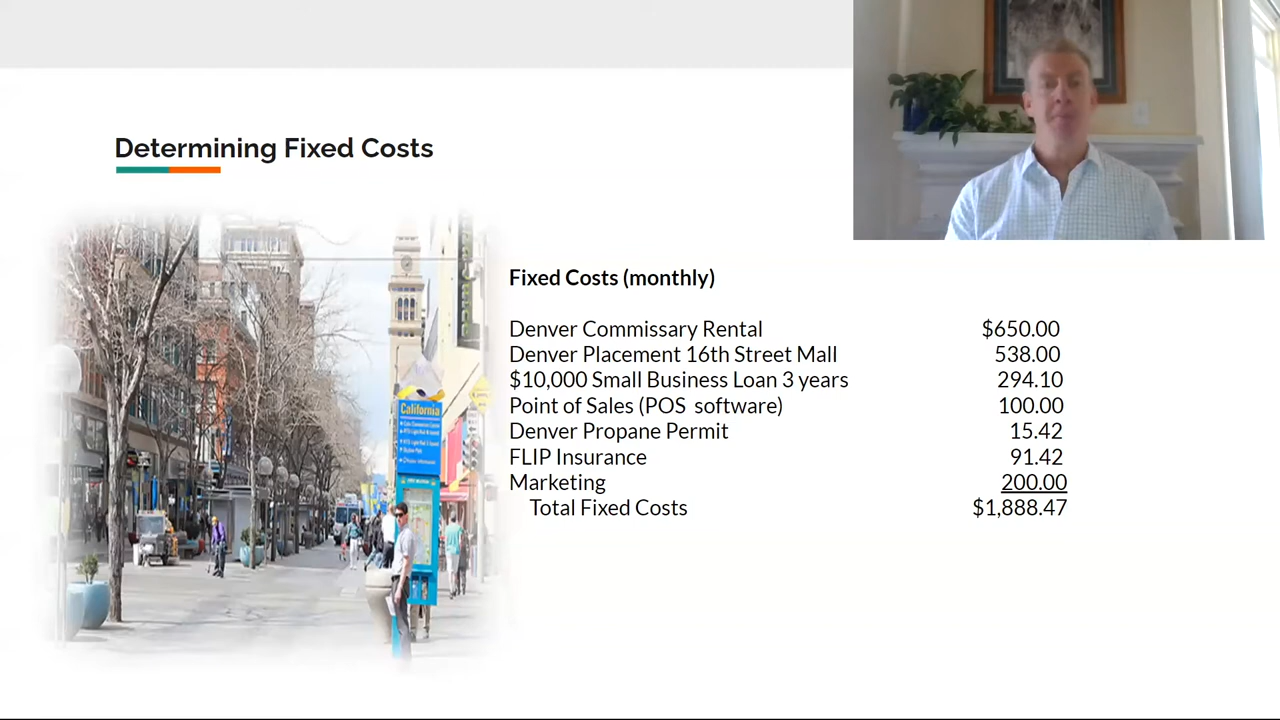 Determining Fixed Costs
Fixed Costs (monthly)
Denver Commissary Rental $650.00
Denver Placement 16th Street Mall 538.00
$10,000 Small Business Loan 3 years 294.10
Point of Sales (POS software) 100.00
Denver Propane Permit 15.42
FLIP Insurance 91.42
Marketing 200.00
Total Fixed Costs $1,888.47
California